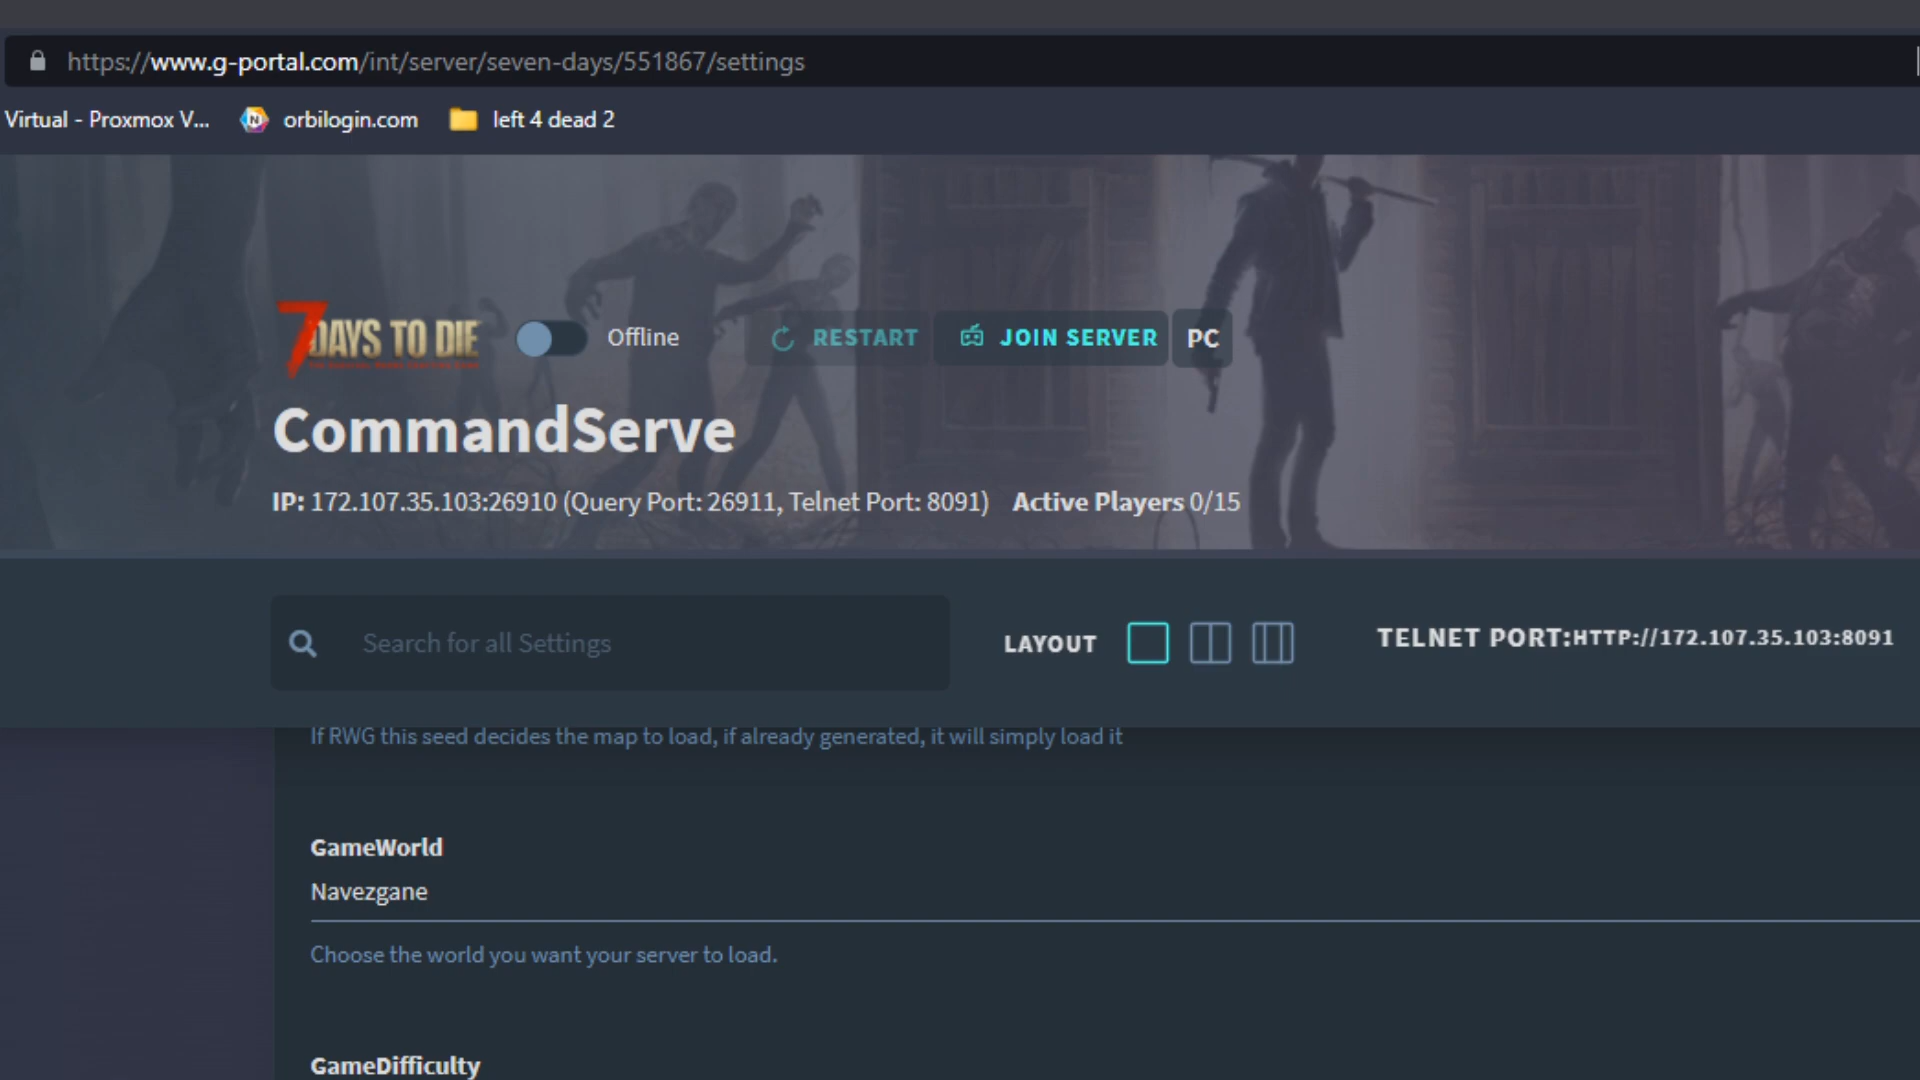 https://www.g-portal.com/int/server/seven-days/551867/settings
Virtual - Proxmox V... orbilogin.com left 4 dead 2
7 DAYS TO DIE Offline RESTART JOIN SERVER PC
CommandServe
IP: 172.107.35.103:26910 (Query Port: 26911, Telnet Port: 8091) Active Players 0/15
Search for all Settings LAYOUT TELNET PORT:HTTP://172.107.35.103:8091
If RWG this seed decides the map to load, if already generated, it will simply load it
GameWorld
Navezgane
Choose the world you want your server to load.
GameDifficulty